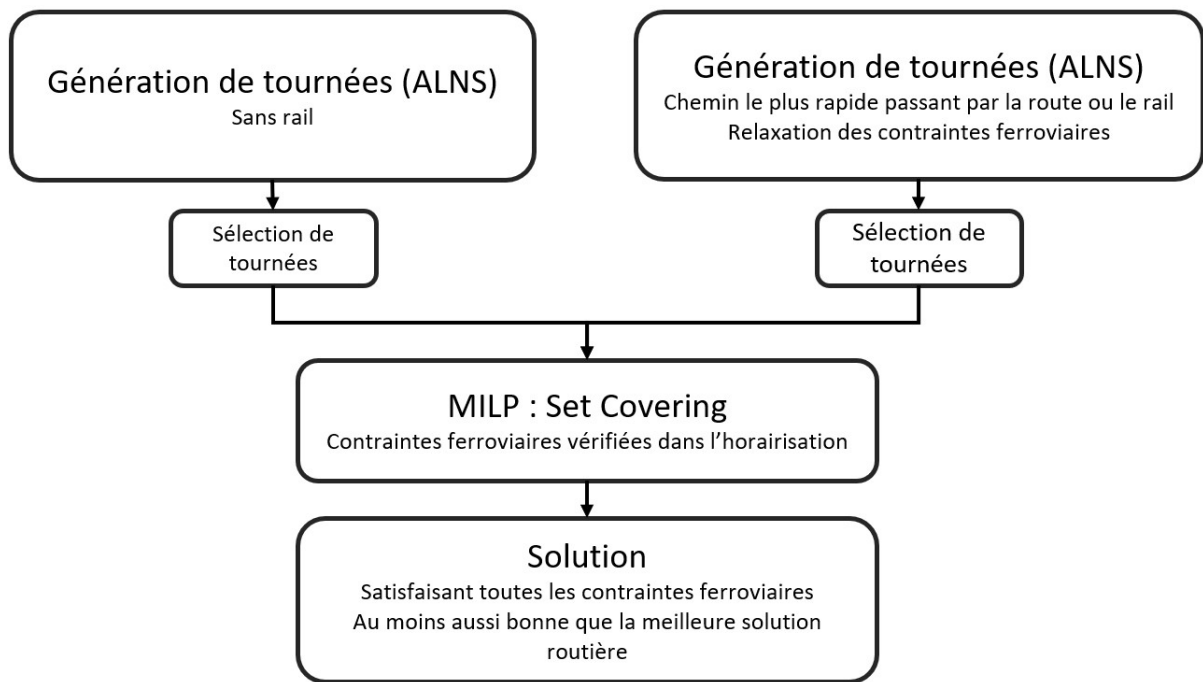 Génération de tournées (ALNS)
Sans rail
Génération de tournées (ALNS)
Chemin le plus rapide passant par la route ou le rail
Relaxation des contraintes ferroviaires
Sélection de
tournées
Sélection de
tournées
MILP : Set Covering
Contraintes ferroviaires vérifiées dans l'horairisation
Solution
Satisfaisant toutes les contraintes ferroviaires
Au moins aussi bonne que la meilleure solution
routière